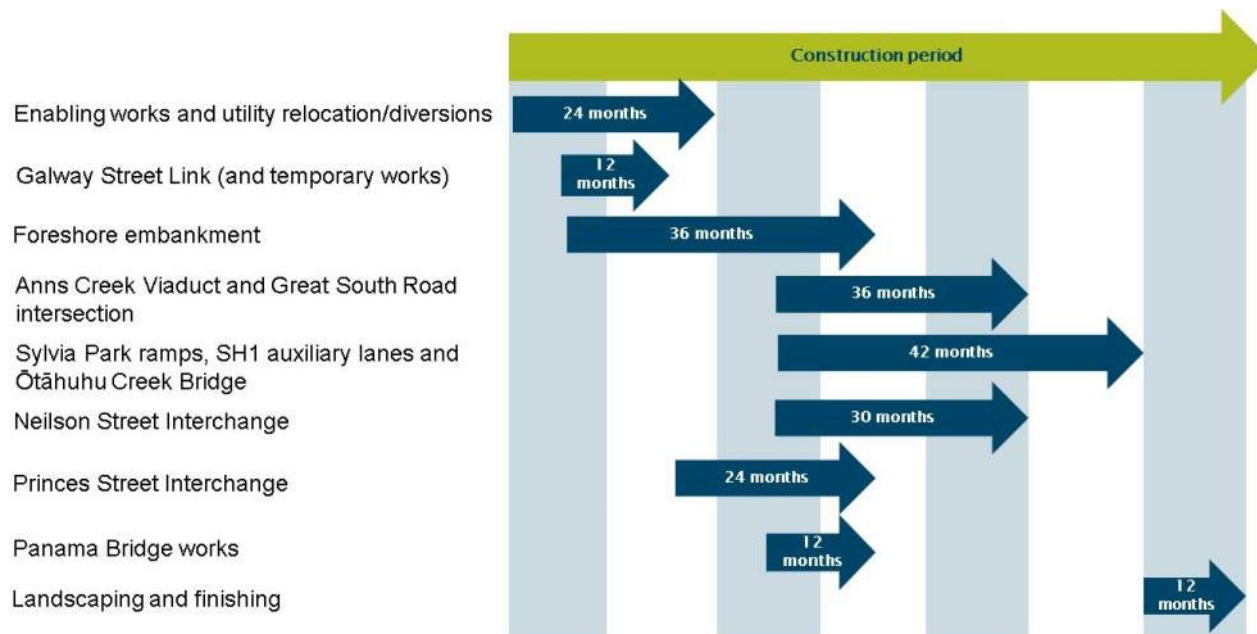 Construction period
Enabling works and utility relocation/diversions
24 months
Galway Street Link (and temporary works)
12
months
Foreshore embankment
36 months
Anns Creek Viaduct and Great South Road
intersection
36 months
Sylvia Park ramps, SH1 auxiliary lanes and
Ōtāhuhu Creek Bridge
42 months
Neilson Street Interchange
30 months
Princes Street Interchange
24 months
Panama Bridge works
12
months
Landscaping and finishing
12
months